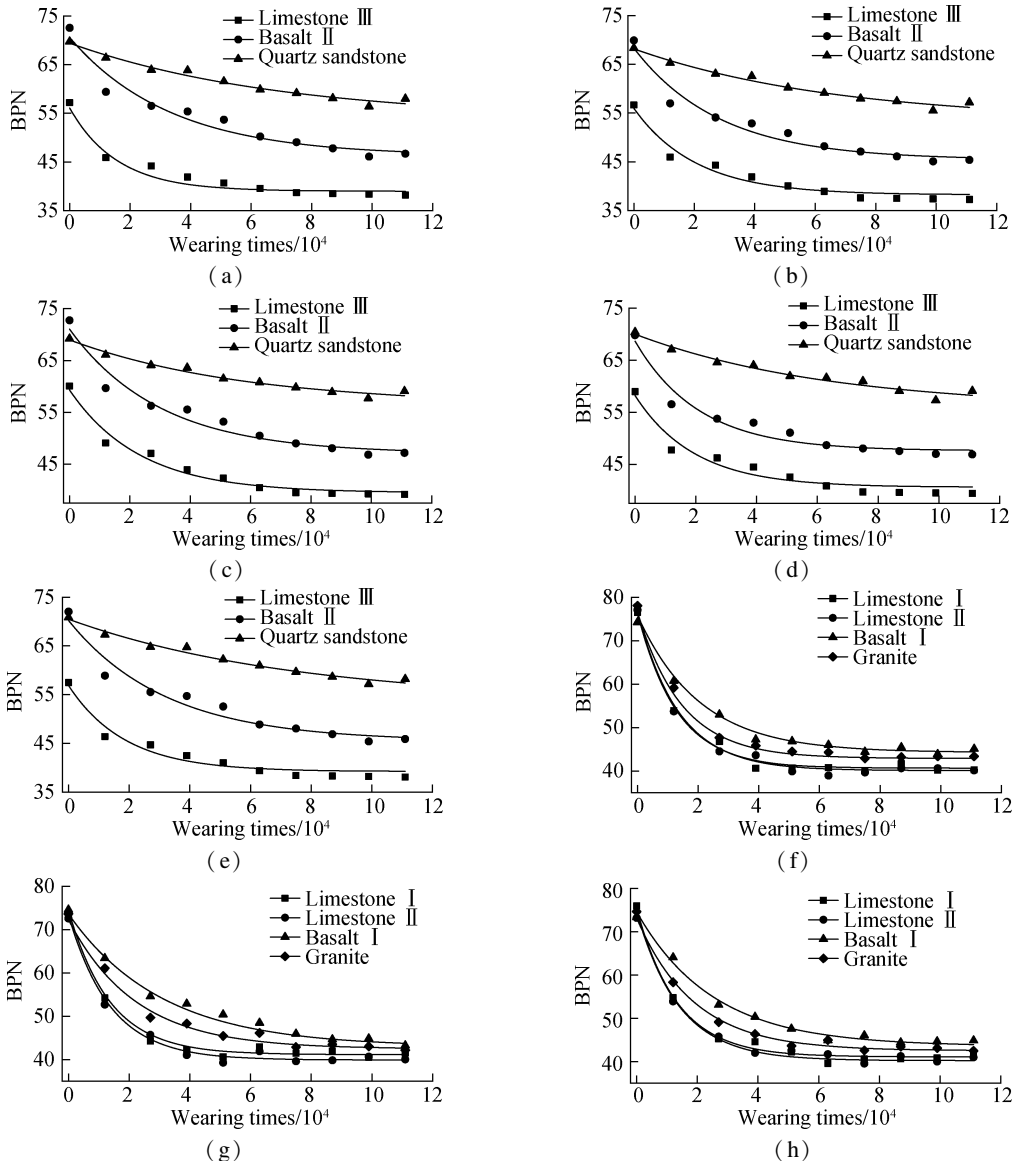 75
65
55
45
35
BPN
Limestone Ⅲ
Basalt Ⅱ
Quartz sandstone
0 2 4 6 8 10 12
Wearing times/10⁴
(a)
75
65
55
45
35
BPN
Limestone Ⅲ
Basalt Ⅱ
Quartz sandstone
0 2 4 6 8 10 12
Wearing times/10⁴
(b)
75
65
55
45
BPN
Limestone Ⅲ
Basalt Ⅱ
Quartz sandstone
0 2 4 6 8 10 12
Wearing times/10⁴
(c)
75
65
55
45
BPN
Limestone Ⅲ
Basalt Ⅱ
Quartz sandstone
0 2 4 6 8 10 12
Wearing times/10⁴
(d)
75
65
55
45
35
BPN
Limestone Ⅲ
Basalt Ⅱ
Quartz sandstone
0 2 4 6 8 10 12
Wearing times/10⁴
(e)
80
70
60
50
40
BPN
Limestone Ⅰ
Limestone Ⅱ
Basalt Ⅰ
Granite
0 2 4 6 8 10 12
Wearing times/10⁴
(f)
80
70
60
50
40
BPN
Limestone Ⅰ
Limestone Ⅱ
Basalt Ⅰ
Granite
0 2 4 6 8 10 12
Wearing times/10⁴
(g)
80
70
60
50
40
BPN
Limestone Ⅰ
Limestone Ⅱ
Basalt Ⅰ
Granite
0 2 4 6 8 10 12
Wearing times/10⁴
(h)